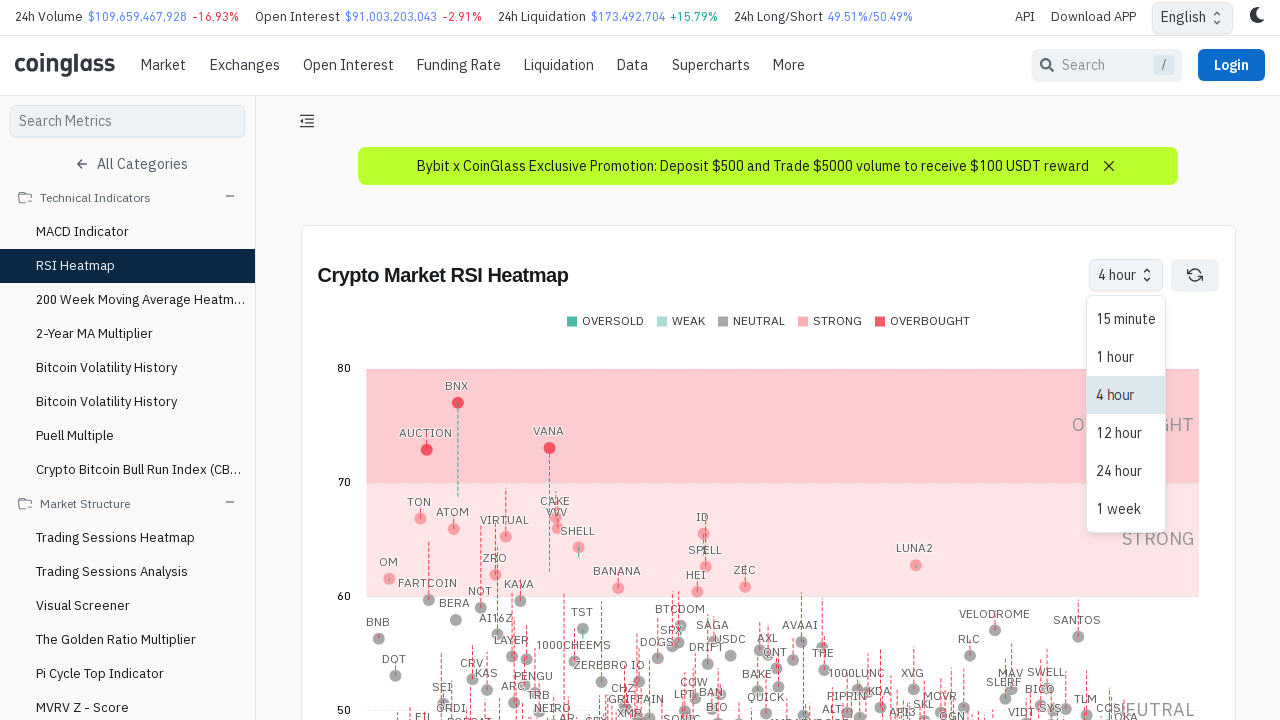 24h Volume $109,659,467,928 -16.93% Open Interest $91,003,203,043 -2.91% 24h Liquidation $173,492,704 +15.79% 24h Long/Short 49.51%/50.49% API Download APP English
coinglass Market Exchanges Open Interest Funding Rate Liquidation Data Supercharts More Search / Login
Search Metrics
All Categories
Technical Indicators
MACD Indicator
RSI Heatmap
200 Week Moving Average Heatm...
2-Year MA Multiplier
Bitcoin Volatility History
Bitcoin Volatility History
Puell Multiple
Crypto Bitcoin Bull Run Index (CB...
Market Structure
Trading Sessions Heatmap
Trading Sessions Analysis
Visual Screener
The Golden Ratio Multiplier
Pi Cycle Top Indicator
MVRV Z - Score
Bybit x CoinGlass Exclusive Promotion: Deposit $500 and Trade $5000 volume to receive $100 USDT reward
Crypto Market RSI Heatmap
4 hour
15 minute
1 hour
4 hour
12 hour
24 hour
1 week
OVERSOLD WEAK NEUTRAL STRONG OVERBOUGHT
80
BNX
AUCTION VANA
70
TON ATOM VIRTUAL CAKE
VVV SHELL ID
STRONG
OM ZRO SPELL LUNA2
FARTCOIN NOT KAVA BANANA HEI ZEC
60
BNB BERA AI16Z TST BTCDOM SAGA AVAAI VELODROME SANTOS
LAYER 1000CHEEMS DOGS SPX DRIFT USDC AXL QNT THE RLC
DOT CRV KAS PENGU ZEREBRO IO BAKE 1000LUNC XVG MAV SWELL
SEI ARC TRB CHZ GRIFFAIN COW LPT BAN QUICK PIPPIN KDA MOVR SLERF BICO TLM
50
GRT NEIRO XMR BIO ALT API3 SKL OGN VIDT SYS NEUTRAL
SONIC